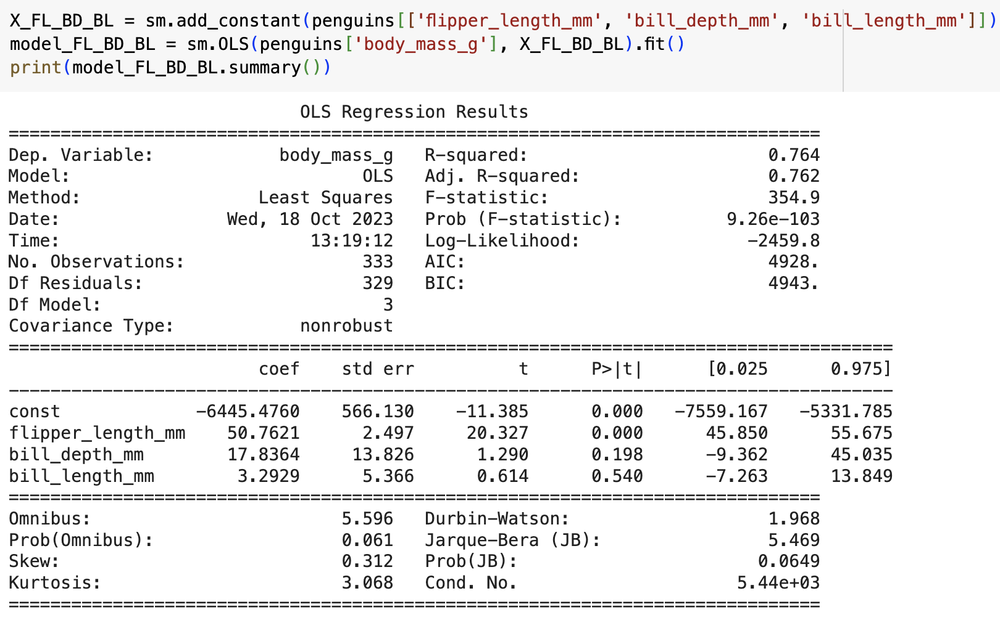 X_FL_BD_BL = sm.add_constant(penguins[['flipper_length_mm', 'bill_depth_mm', 'bill_length_mm']])
model_FL_BD_BL = sm.OLS(penguins['body_mass_g'], X_FL_BD_BL).fit()
print(model_FL_BD_BL.summary())
OLS Regression Results
==============================================================================
Dep. Variable: body_mass_g R-squared: 0.764
Model: OLS Adj. R-squared: 0.762
Method: Least Squares F-statistic: 354.9
Date: Wed, 18 Oct 2023 Prob (F-statistic): 9.26e-103
Time: 13:19:12 Log-Likelihood: -2459.8
No. Observations: 333 AIC: 4928.
Df Residuals: 329 BIC: 4943.
Df Model: 3
Covariance Type: nonrobust
=====================================================================================
coef std err t P>|t| [0.025 0.975]
-------------------------------------------------------------------------------------
const -6445.4760 566.130 -11.385 0.000 -7559.167 -5331.785
flipper_length_mm 50.7621 2.497 20.327 0.000 45.850 55.675
bill_depth_mm 17.8364 13.826 1.290 0.198 -9.362 45.035
bill_length_mm 3.2929 5.366 0.614 0.540 -7.263 13.849
==============================================================================
Omnibus: 5.596 Durbin-Watson: 1.968
Prob(Omnibus): 0.061 Jarque-Bera (JB): 5.469
Skew: 0.312 Prob(JB): 0.0649
Kurtosis: 3.068 Cond. No. 5.44e+03
==============================================================================